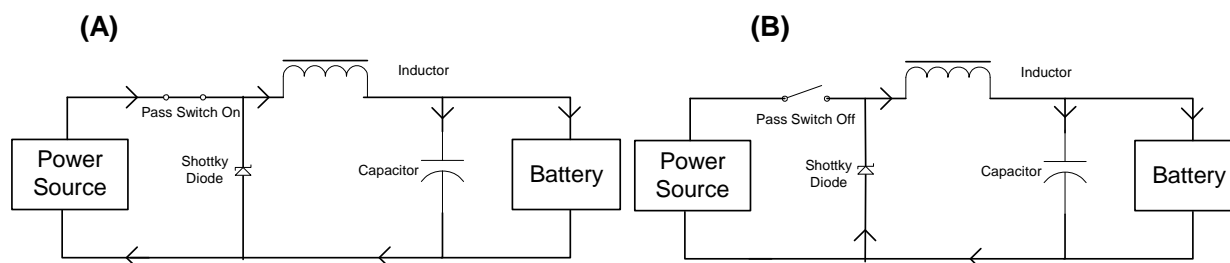 (A)
Inductor
Pass Switch On
Power
Source
Shottky
Diode
Capacitor
Battery
(B)
Inductor
Pass Switch Off
Power
Source
Shottky
Diode
Capacitor
Battery